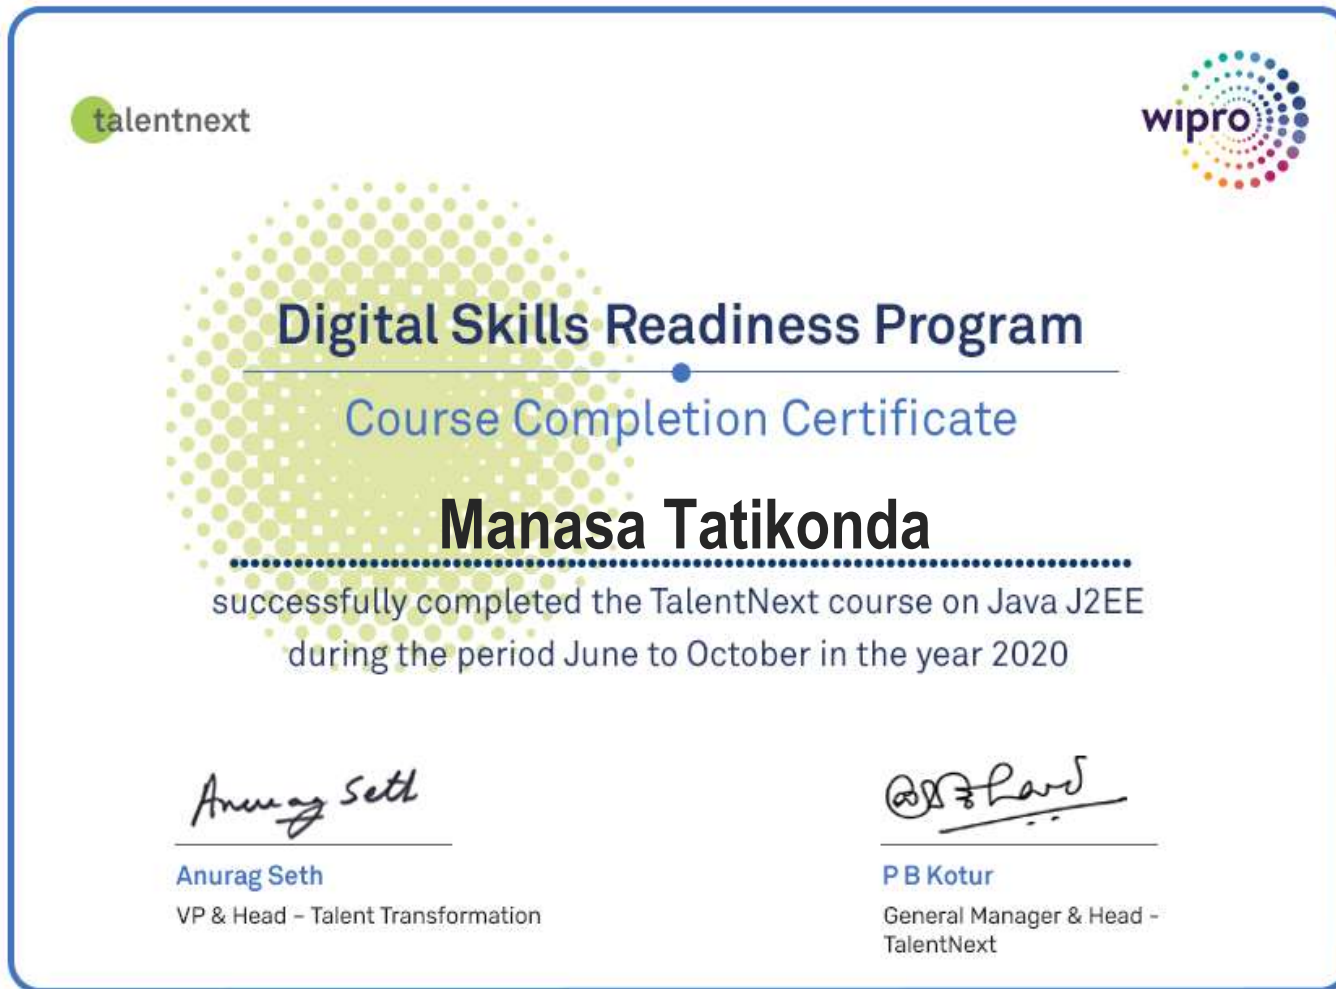 talentnext
wipro
Digital Skills Readiness Program
Course Completion Certificate
Manasa Tatikonda
successfully completed the TalentNext course on Java J2EE
during the period June to October in the year 2020
Anurag Seth
Anurag Seth
P B Kotur
VP & Head – Talent Transformation
General Manager & Head -
TalentNext